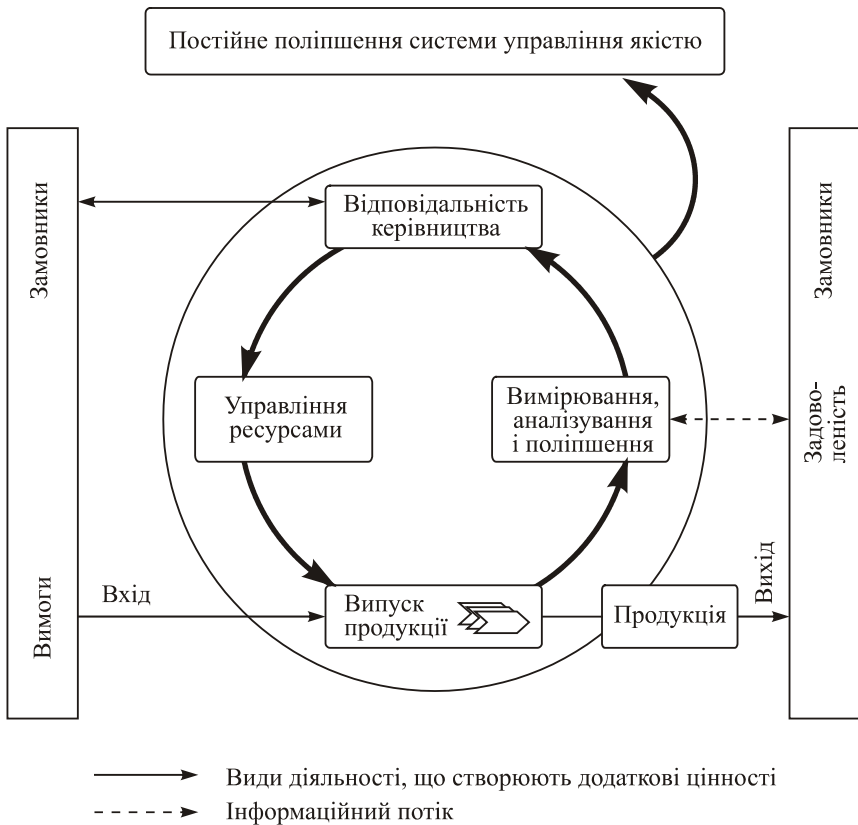 Постійне поліпшення системи управління якістю
Замовники
Вимоги
Відповідальність
керівництва
Управління
ресурсами
Вимірювання,
аналізування
і поліпшення
Вхід
Випуск
продукції
Продукція
Вихід
Замовники
Задово-
леність
Види діяльності, що створюють додаткові цінності
Інформаційний потік